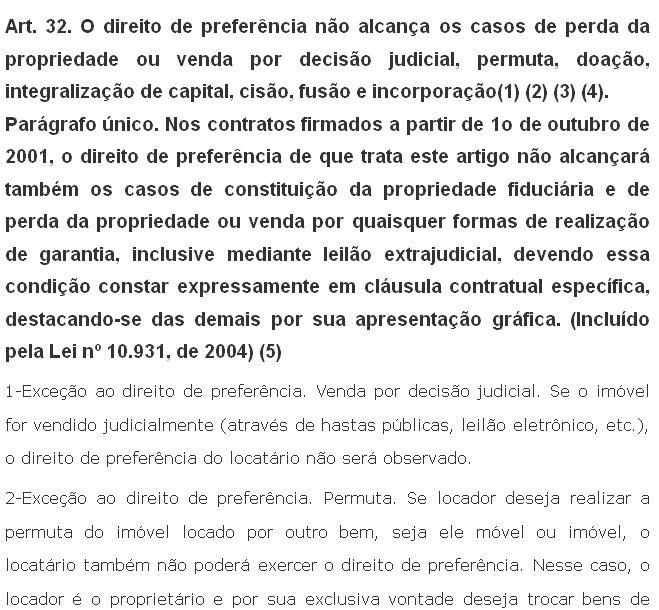 Art. 32. O direito de preferência não alcança os casos de perda da
propriedade ou venda por decisão judicial, permuta, doação,
integralização de capital, cisão, fusão e incorporação(1) (2) (3) (4).
Parágrafo único. Nos contratos firmados a partir de 1o de outubro de
2001, o direito de preferência de que trata este artigo não alcançará
também os casos de constituição da propriedade fiduciária e de
perda da propriedade ou venda por quaisquer formas de realização
de garantia, inclusive mediante leilão extrajudicial, devendo essa
condição constar expressamente em cláusula contratual específica,
destacando-se das demais por sua apresentação gráfica. (Incluído
pela Lei nº 10.931, de 2004) (5)
1-Exceção ao direito de preferência. Venda por decisão judicial. Se o imóvel
for vendido judicialmente (através de hastas públicas, leilão eletrônico, etc.),
o direito de preferência do locatário não será observado.
2-Exceção ao direito de preferência. Permuta. Se locador deseja realizar a
permuta do imóvel locado por outro bem, seja ele móvel ou imóvel, o
locatário também não poderá exercer o direito de preferência. Nesse caso, o
locador é o proprietário e por sua exclusiva vontade deseja trocar bens de